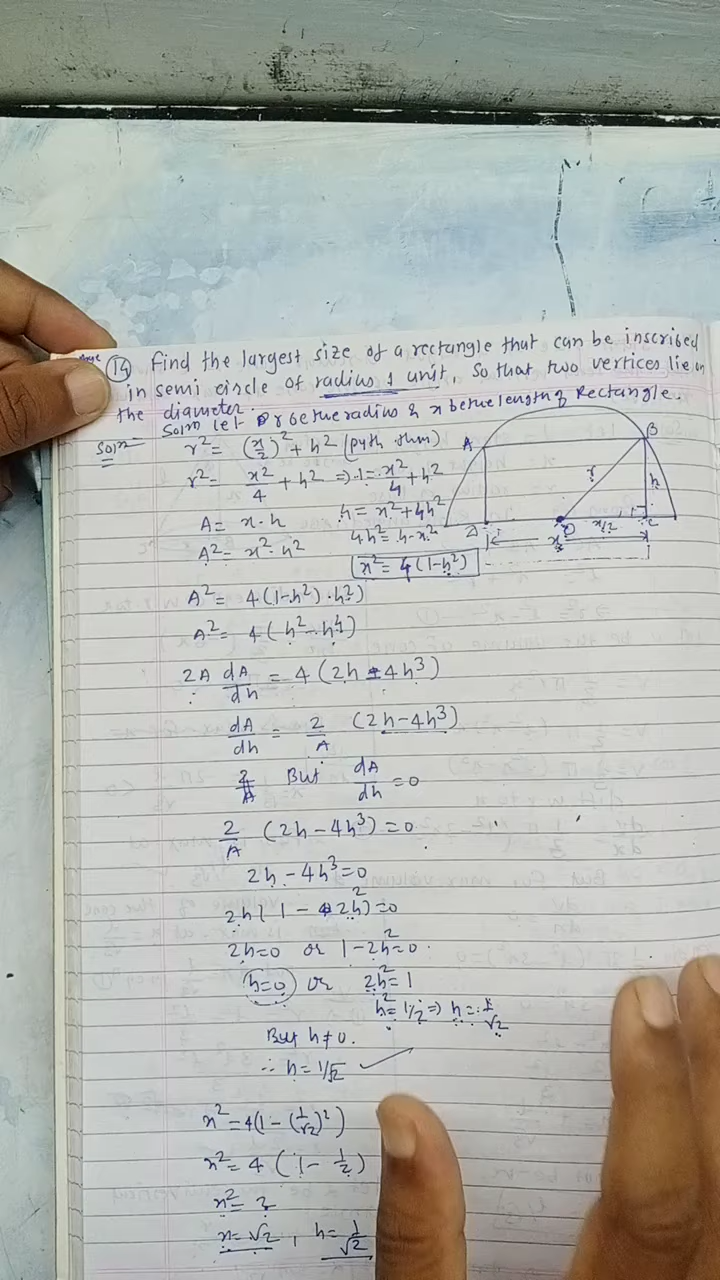 (14) find the largest size of a rectangle that can be inscribed
in semi circle of radius 1 unit, so that two vertices lie on
the diameter.
Soln let r be the radius & x be the length of Rectangle.
Soln
r² = (x/2)² + h² (pyth thm)
r² = x²/4 + h² => 1 = x²/4 + h²
A = x·h
4 = x² + 4h²
4h² = 4 - x²
A² = x²·h²
x² = 4(1-h²)
A
B
r
h
D
O
x/2
C
x
A² = 4(1-h²)·h²)
A² = 4(h² - h⁴)
2A dA/dh = 4(2h - 4h³)
dA/dh = 2/A (2h - 4h³)
2/A But dA/dh = 0
2/A (2h - 4h³) = 0
2h - 4h³ = 0
2h(1 - 2h²) = 0
2h = 0 or 1 - 2h² = 0
h = 0 or 2h² = 1
h² = 1/2 => h = 1/√2
But h ≠ 0.
∴ h = 1/√2
x² = 4(1 - (1/√2)²)
x² = 4(1 - 1/2)
x² = 2
x = √2, h = 1/√2